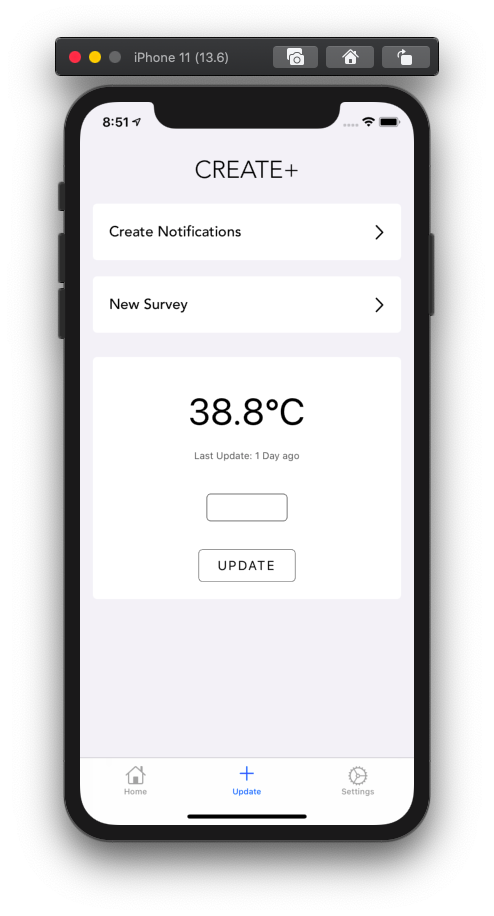 iPhone 11 (13.6)
8:51
CREATE+
Create Notifications
New Survey
38.8°C
Last Update: 1 Day ago
UPDATE
Home
Update
Settings